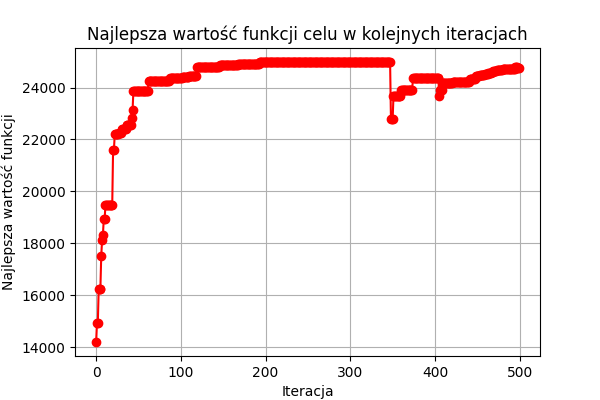 Najlepsza wartość funkcji celu w kolejnych iteracjach
Najlepsza wartość funkcji
24000
22000
20000
18000
16000
14000
0 100 200 300 400 500
Iteracja